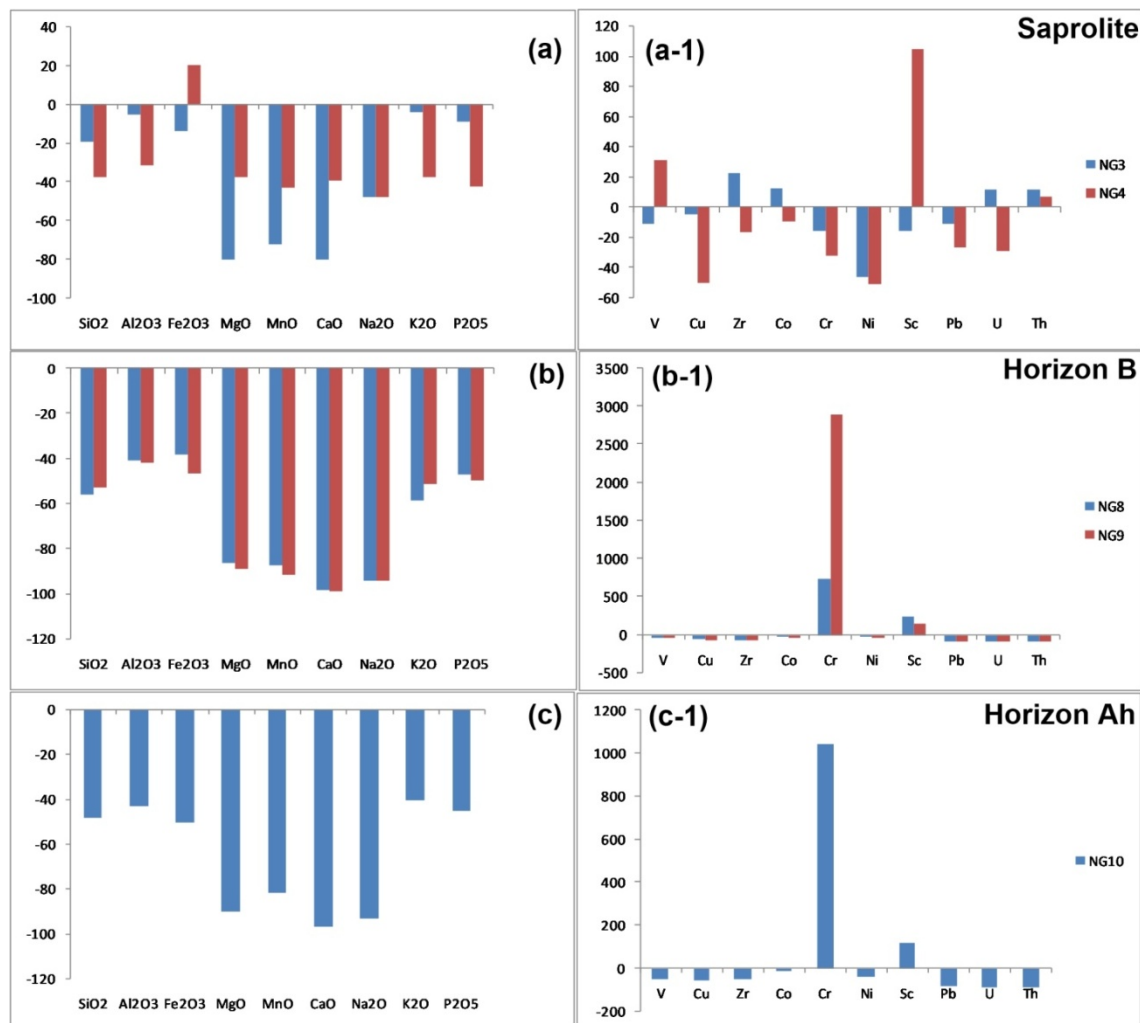 (a)
40
20
0
-20
-40
-60
-80
-100
SiO2 Al2O3 Fe2O3 MgO MnO CaO Na2O K2O P2O5
(a-1)
Saprolite
120
100
80
60
40
20
0
-20
-40
-60
V Cu Zr Co Cr Ni Sc Pb U Th
NG3
NG4
(b)
0
-20
-40
-60
-80
-100
-120
SiO2 Al2O3 Fe2O3 MgO MnO CaO Na2O K2O P2O5
(b-1)
Horizon B
3500
3000
2500
2000
1500
1000
500
0
-500
V Cu Zr Co Cr Ni Sc Pb U Th
NG8
NG9
(c)
0
-20
-40
-60
-80
-100
-120
SiO2 Al2O3 Fe2O3 MgO MnO CaO Na2O K2O P2O5
(c-1)
Horizon Ah
1200
1000
800
600
400
200
0
-200
V Cu Zr Co Cr Ni Sc Pb U Th
NG10